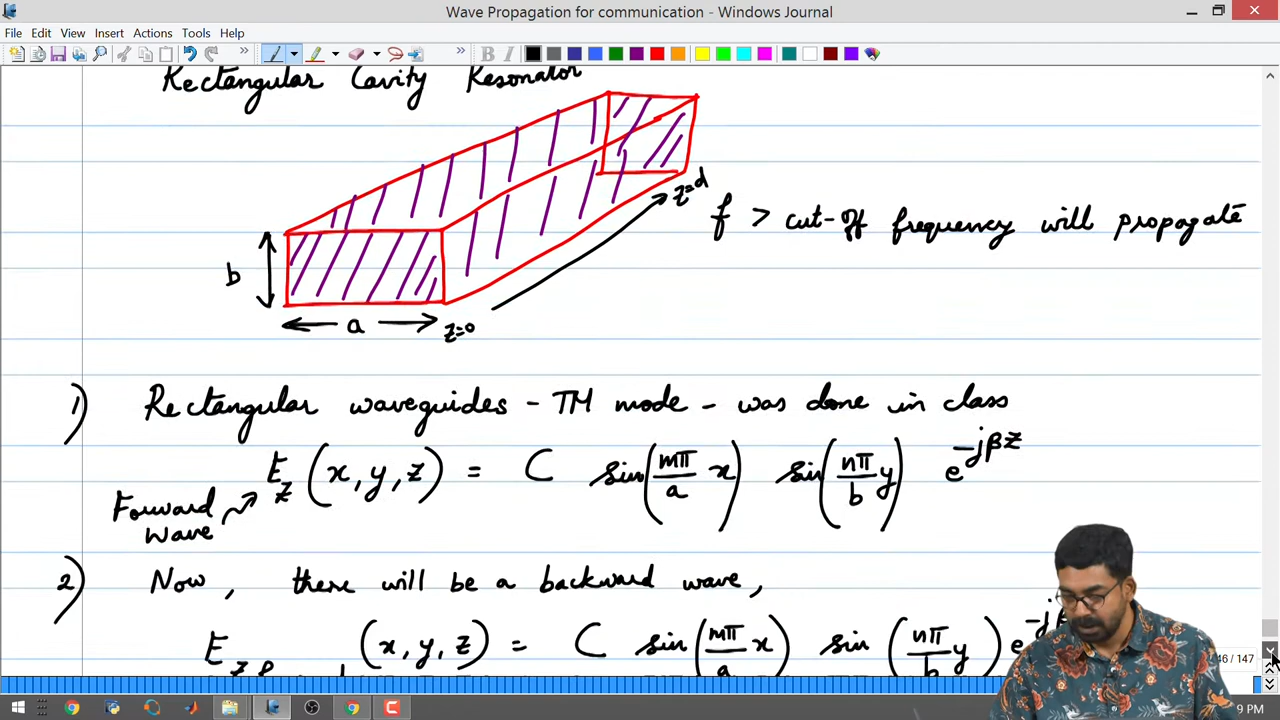 Wave Propagation for communication - Windows Journal
File Edit View Insert Actions Tools Help
Rectangular Cavity Resonator
z=d
f > cut-off frequency will propagate
b
a
z=0
1) Rectangular waveguides - TM mode - was done in class
E_z (x, y, z) = C sin(mπ/a x) sin(nπ/b y) e^-jβz
Forward
Wave
2) Now, there will be a backward wave,
(x, y, z) = C sin(mπ/a x) sin(nπ/b y) e
46 / 147
9 PM